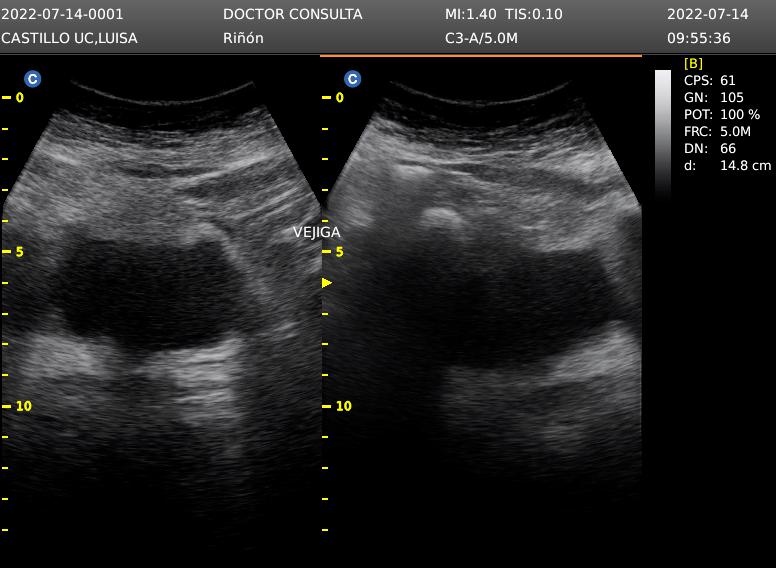 2022-07-14-0001 DOCTOR CONSULTA MI:1.40 TIS:0.10 2022-07-14
CASTILLO UC,LUISA Riñón C3-A/5.0M 09:55:36
[B]
CPS: 61
GN: 105
POT: 100 %
FRC: 5.0M
DN: 66
d: 14.8 cm
C C
0 0
VEJIGA
5 5
10 10